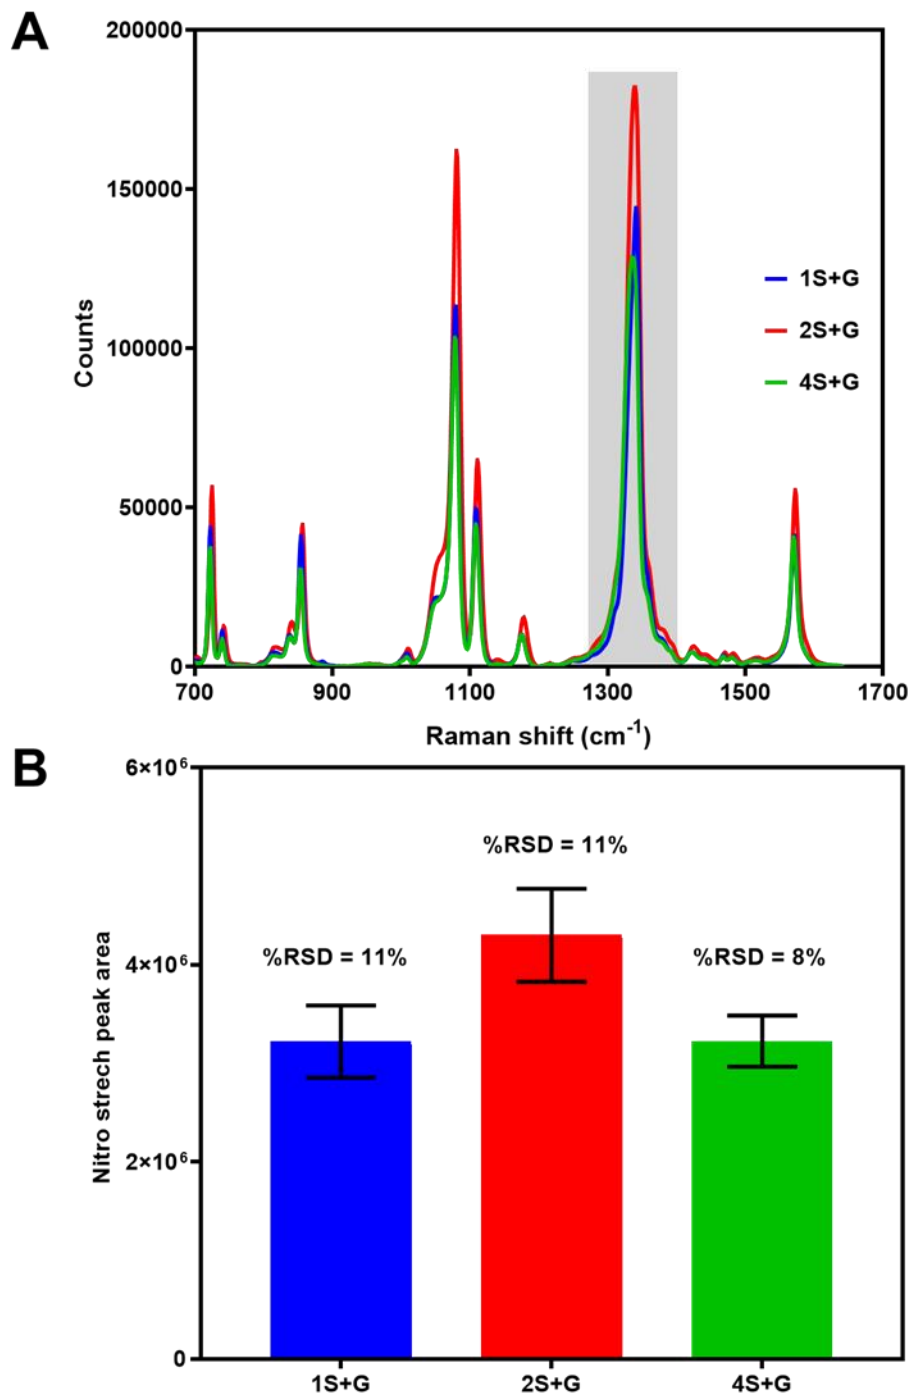 A
200000
150000
100000
50000
0
Counts
1S+G
2S+G
4S+G
700 900 1100 1300 1500 1700
Raman shift (cm⁻¹)
B
6×10⁶
4×10⁶
2×10⁶
0
Nitro strech peak area
%RSD = 11%
%RSD = 11%
%RSD = 8%
1S+G 2S+G 4S+G